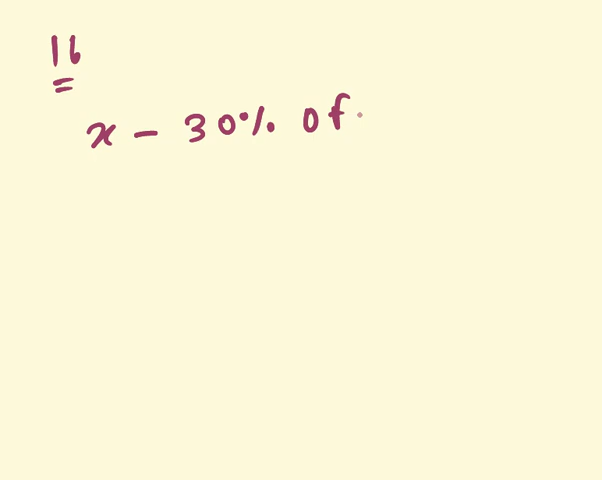 16
=
x - 30% of